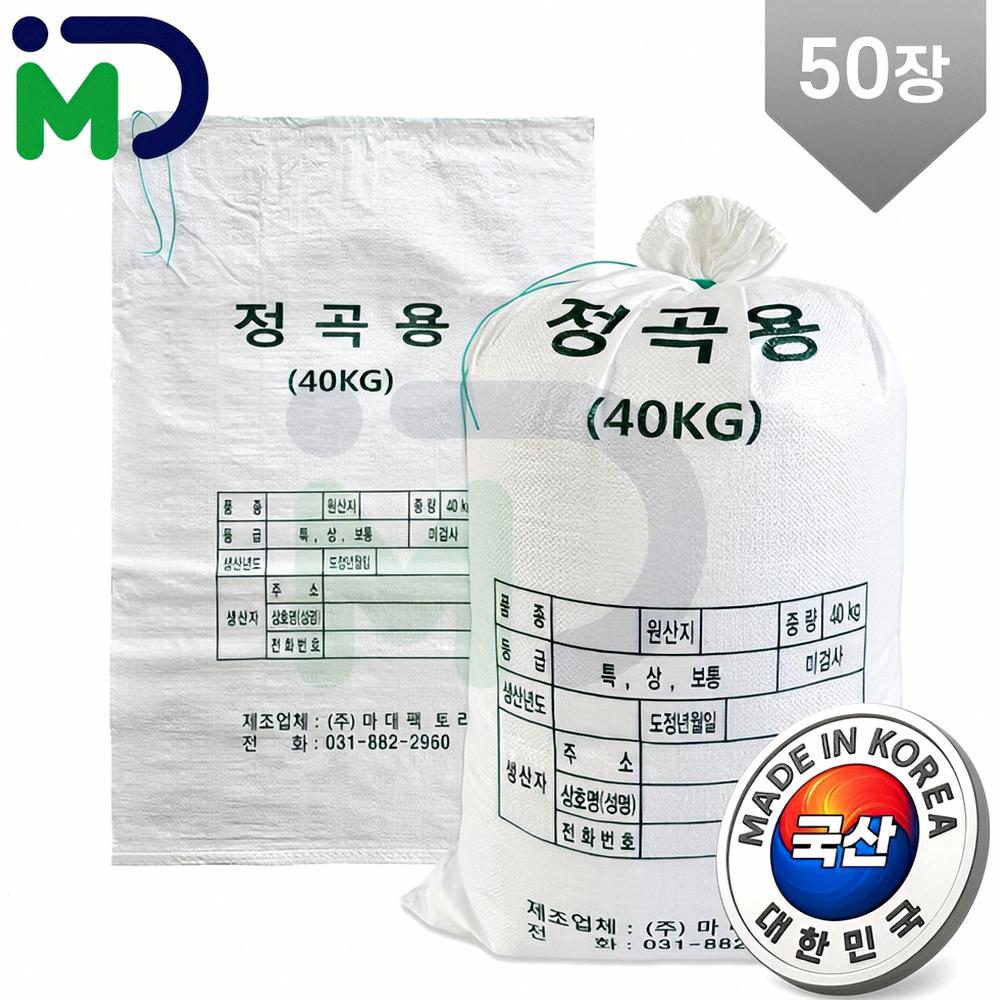 MD
50장
정곡용
(40KG)
품종 원산지 중량 40 kg
등급 특, 상, 보통 미검사
생산년도 도정년월일
생산자
주소
상호명(성명)
전화번호
제조업체 : (주) 마대팩토리
전 화 : 031-882-2960
정곡용
(40KG)
품종 원산지 중량 40 kg
등급 특, 상, 보통 미검사
생산년도 도정년월일
생산자
주소
상호명(성명)
전화번호
제조업체 : (주) 마
전 화 : 031-882
MADE IN KOREA
국산
대한민국